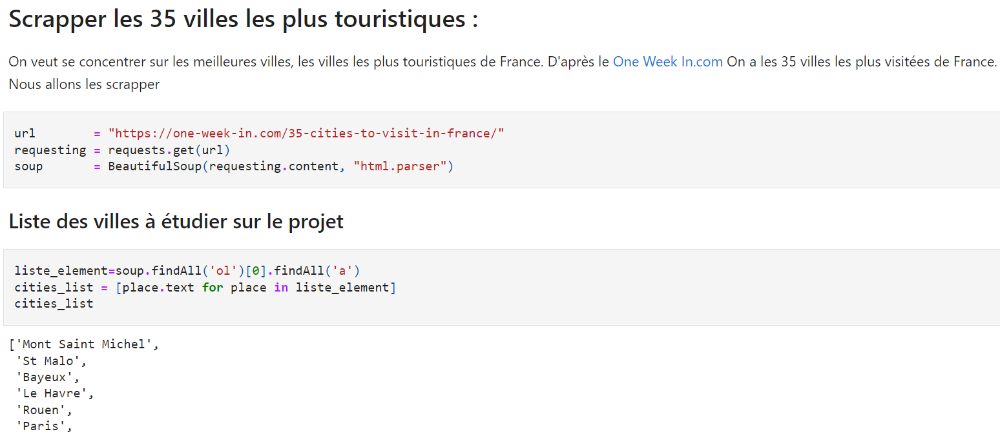 Scrapper les 35 villes les plus touristiques :
On veut se concentrer sur les meilleures villes, les villes les plus touristiques de France. D'après le One Week In.com On a les 35 villes les plus visitées de France.
Nous allons les scrapper
url        = "https://one-week-in.com/35-cities-to-visit-in-france/"
requesting = requests.get(url)
soup       = BeautifulSoup(requesting.content, "html.parser")
Liste des villes à étudier sur le projet
liste_element=soup.findAll('ol')[0].findAll('a')
cities_list = [place.text for place in liste_element]
cities_list
['Mont Saint Michel',
 'St Malo',
 'Bayeux',
 'Le Havre',
 'Rouen',
 'Paris',